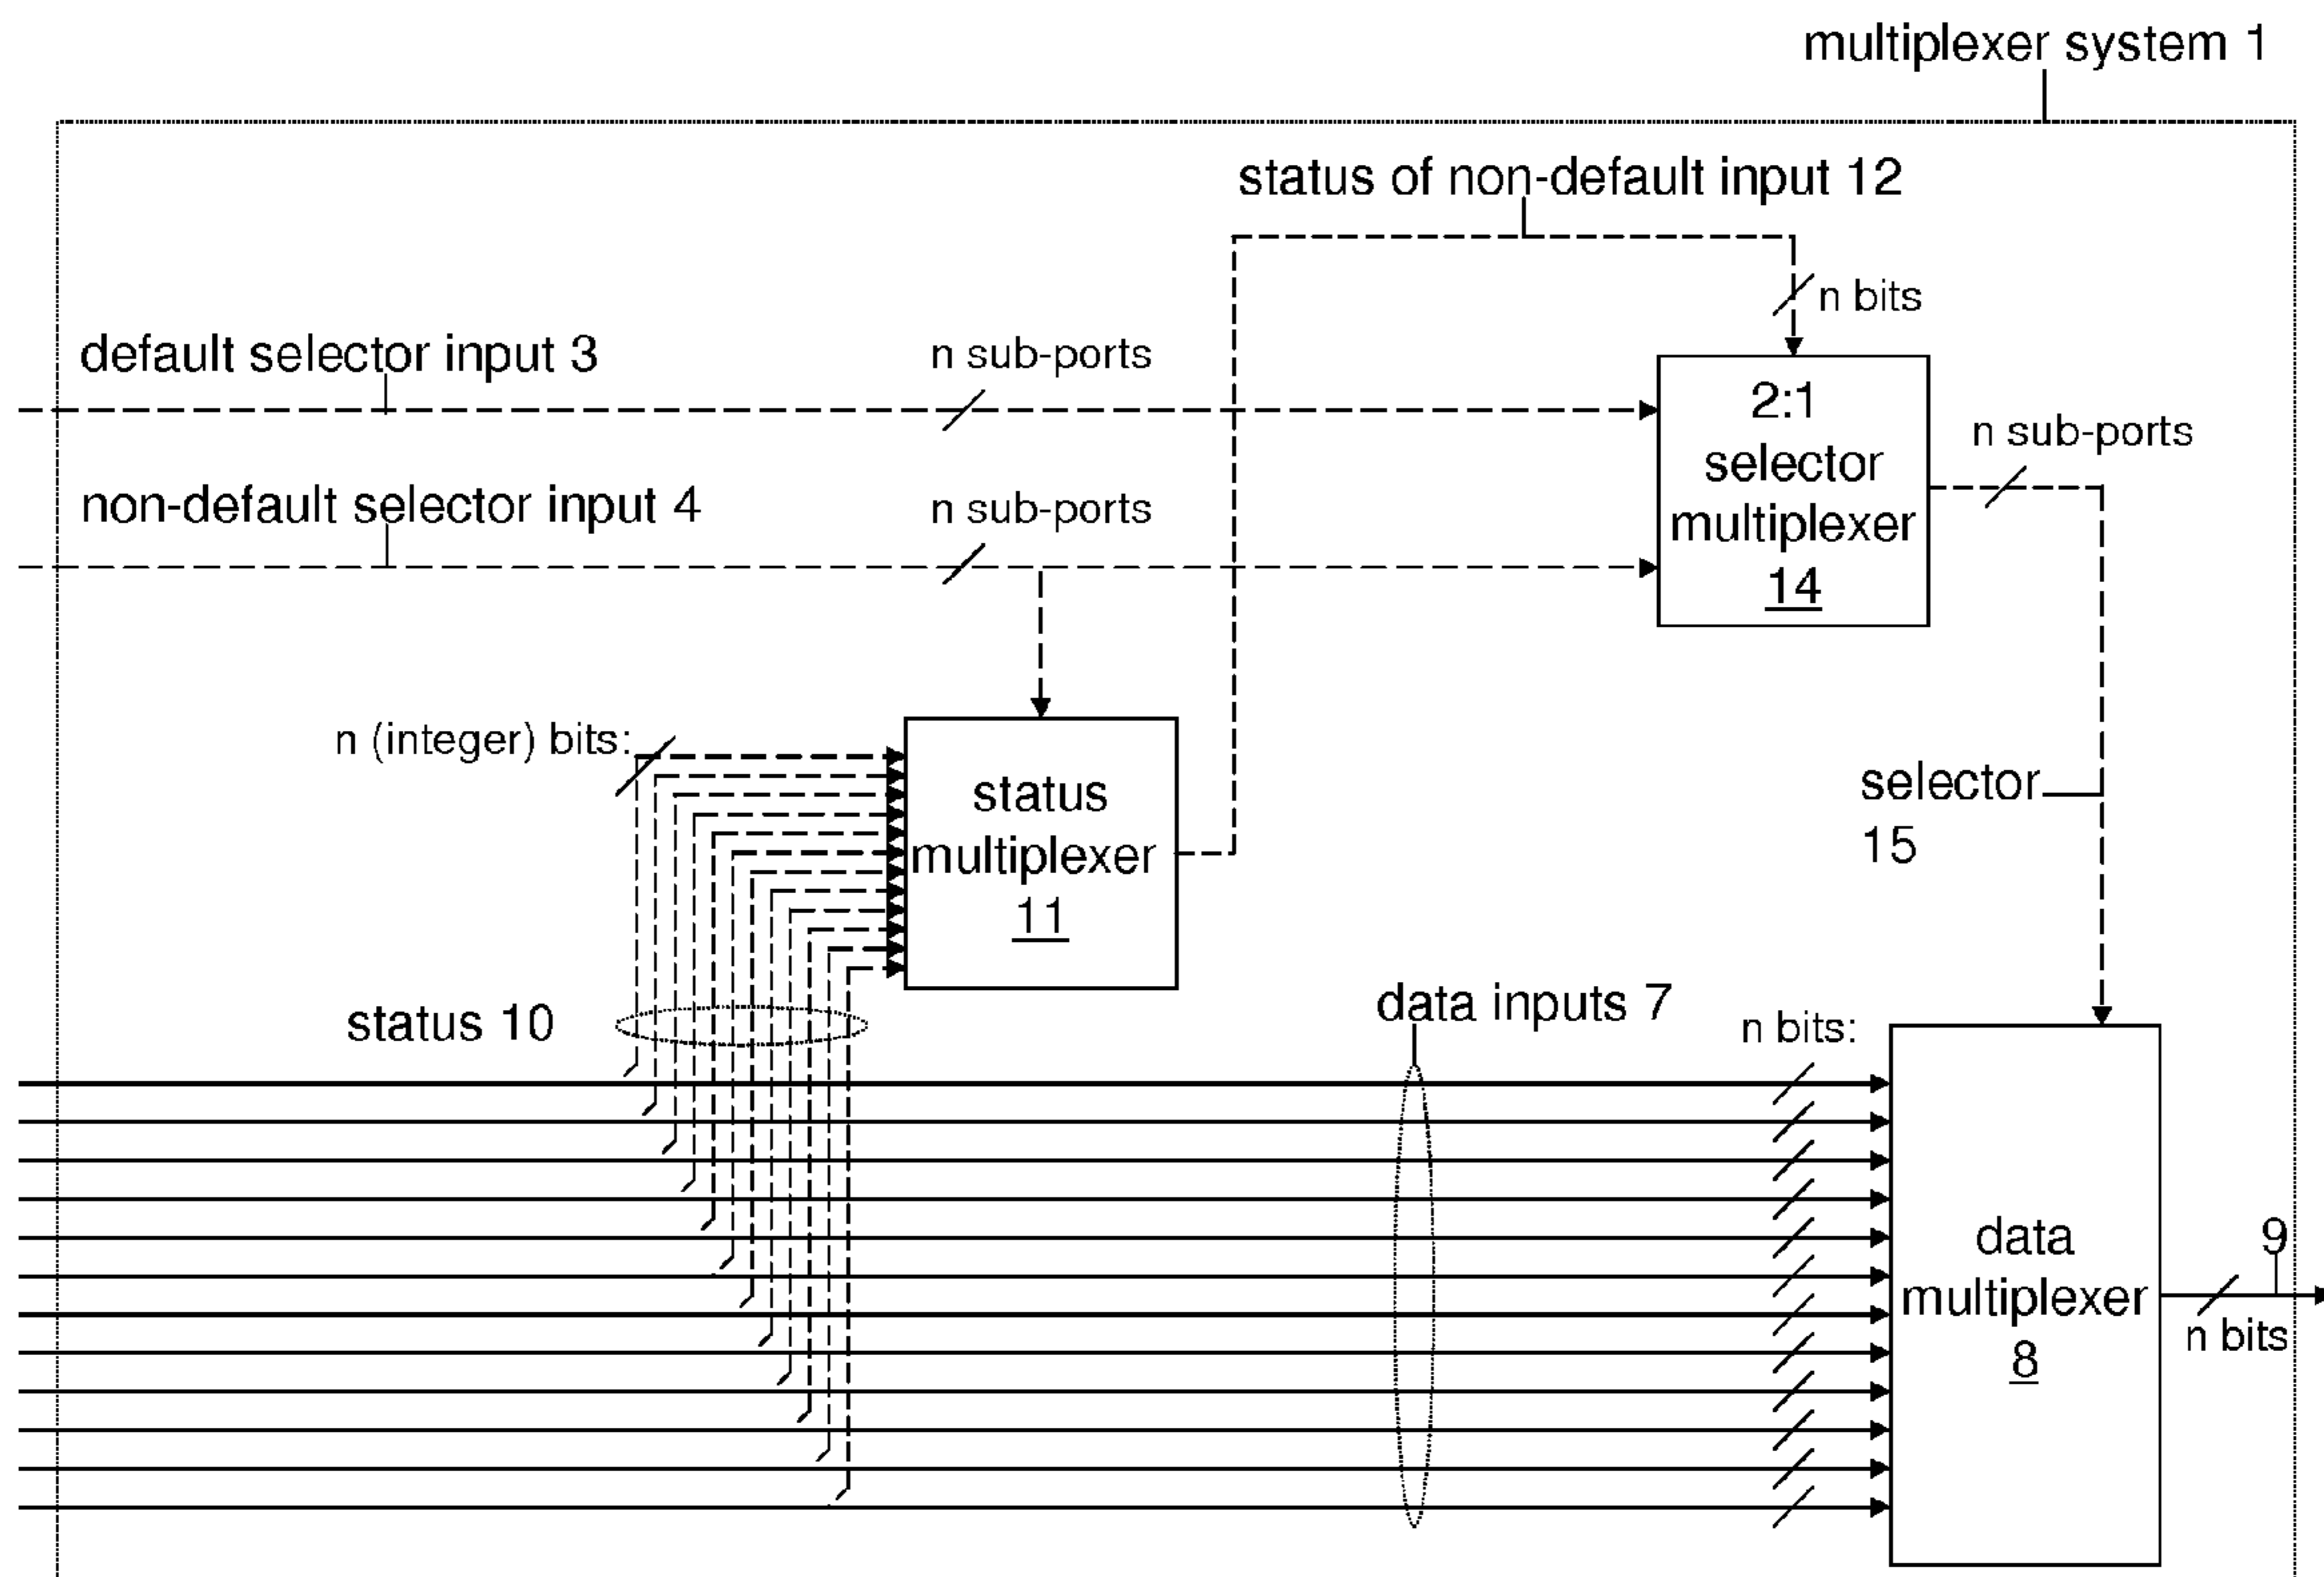 multiplexer system 1
status of non-default input 12
n bits
default selector input 3
n sub-ports
2:1
selector
multiplexer
14
n sub-ports
non-default selector input 4
n sub-ports
n (integer) bits:
status
multiplexer
11
selector
15
status 10
data inputs 7
n bits:
data
multiplexer
8
9
n bits